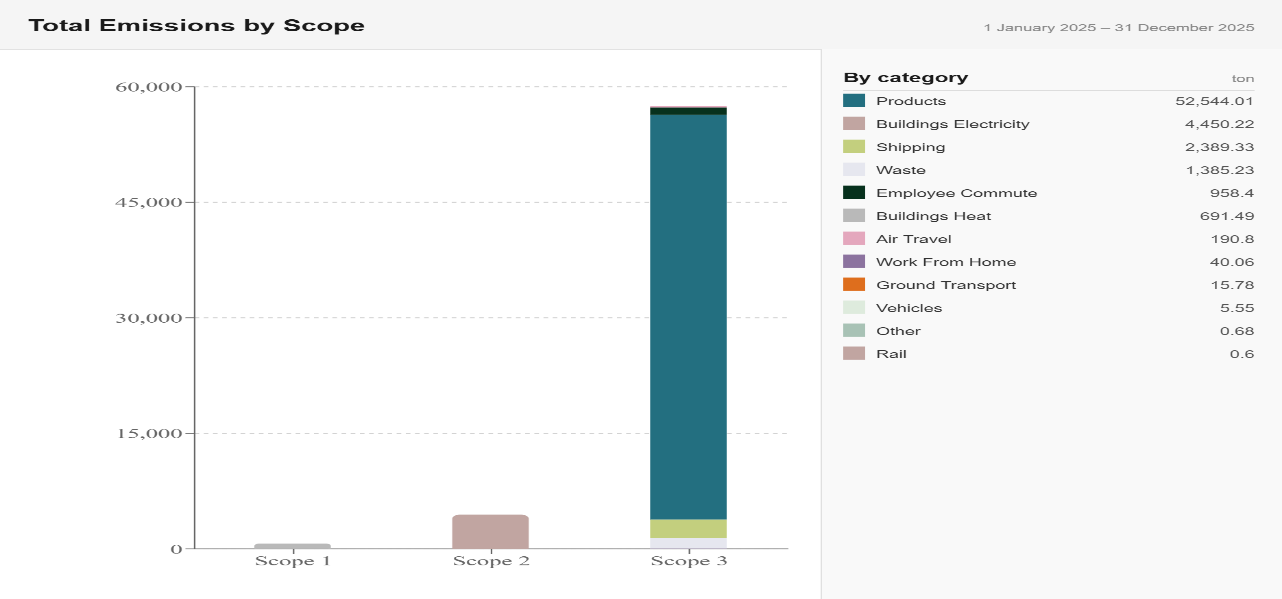 Total Emissions by Scope
1 January 2025 – 31 December 2025
60,000
45,000
30,000
15,000
0
Scope 1
Scope 2
Scope 3
By category ton
Products 52,544.01
Buildings Electricity 4,450.22
Shipping 2,389.33
Waste 1,385.23
Employee Commute 958.4
Buildings Heat 691.49
Air Travel 190.8
Work From Home 40.06
Ground Transport 15.78
Vehicles 5.55
Other 0.68
Rail 0.6